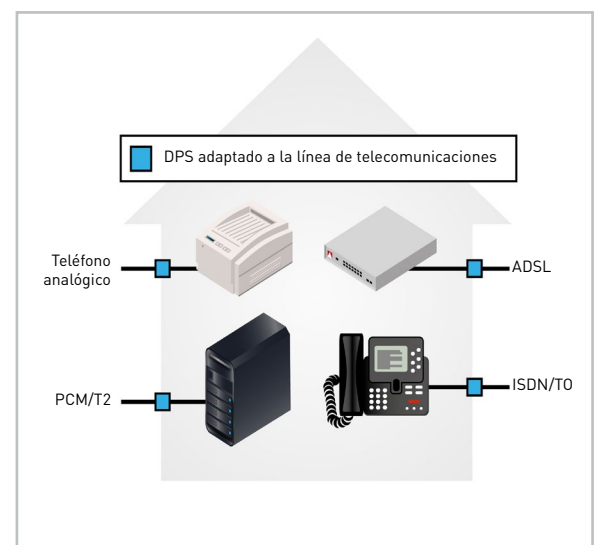 DPS adaptado a la línea de telecomunicaciones
Teléfono
analógico
ADSL
PCM/T2
ISDN/T0